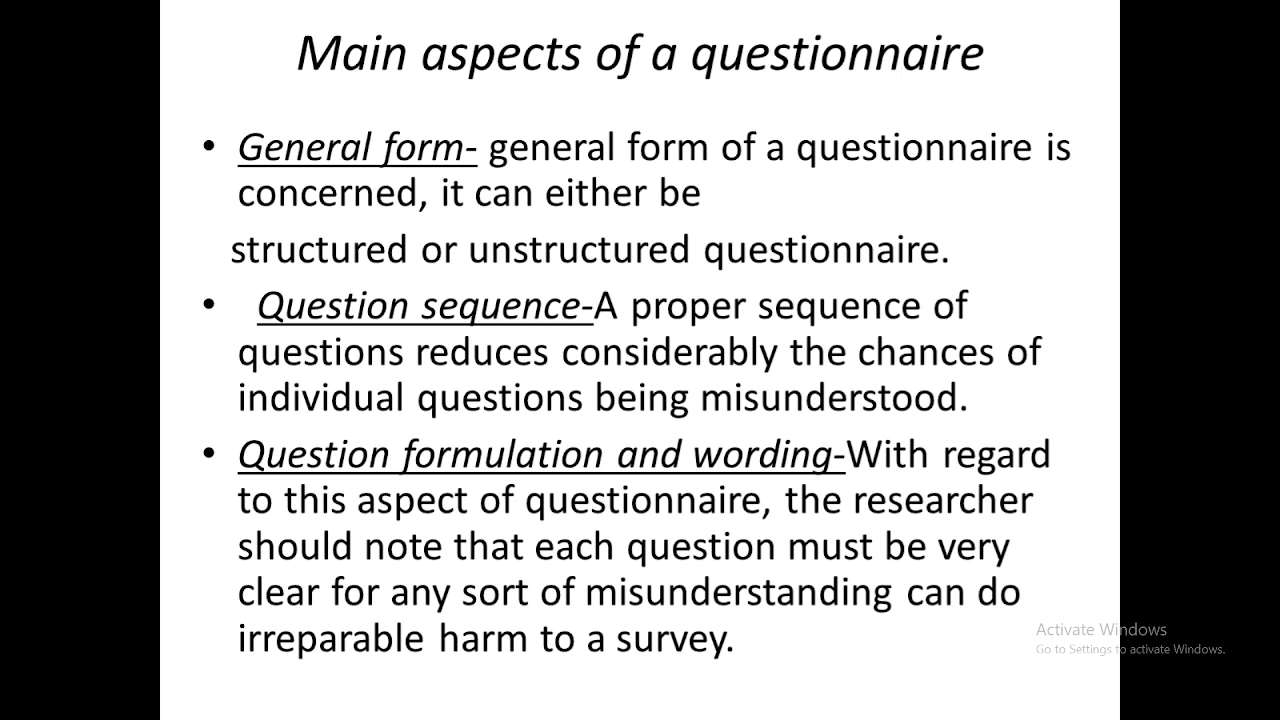 Main aspects of a questionnaire
• General form- general form of a questionnaire is
concerned, it can either be
structured or unstructured questionnaire.
• Question sequence-A proper sequence of
questions reduces considerably the chances of
individual questions being misunderstood.
• Question formulation and wording-With regard
to this aspect of questionnaire, the researcher
should note that each question must be very
clear for any sort of misunderstanding can do
irreparable harm to a survey.
Activate Windows
Go to Settings to activate Windows.